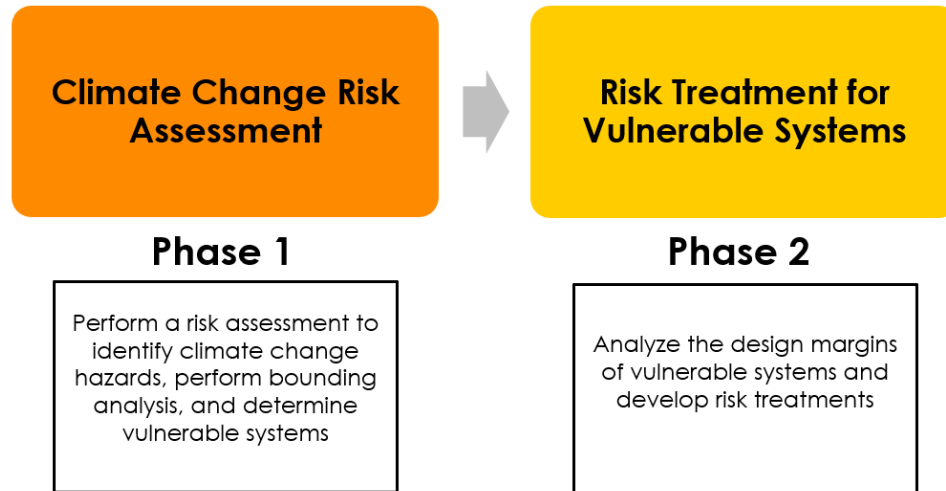 Climate Change Risk
Assessment
Risk Treatment for
Vulnerable Systems
Phase 1
Phase 2
Perform a risk assessment to
identify climate change
hazards, perform bounding
analysis, and determine
vulnerable systems
Analyze the design margins
of vulnerable systems and
develop risk treatments